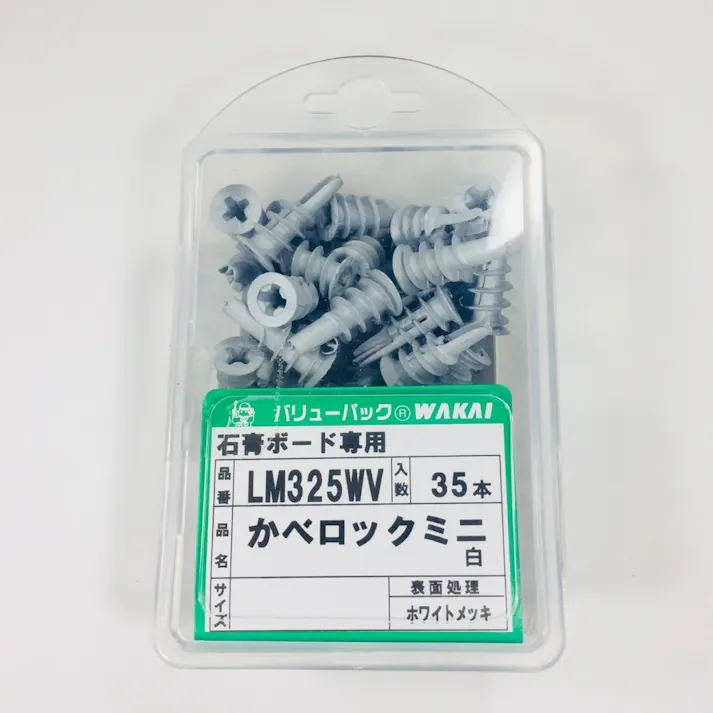 バリューパック® WAKAI
石膏ボード専用
品番 LM325WV 入数 35本
品名 かべロックミニ
白
サイズ 表面処理
ホワイトメッキ